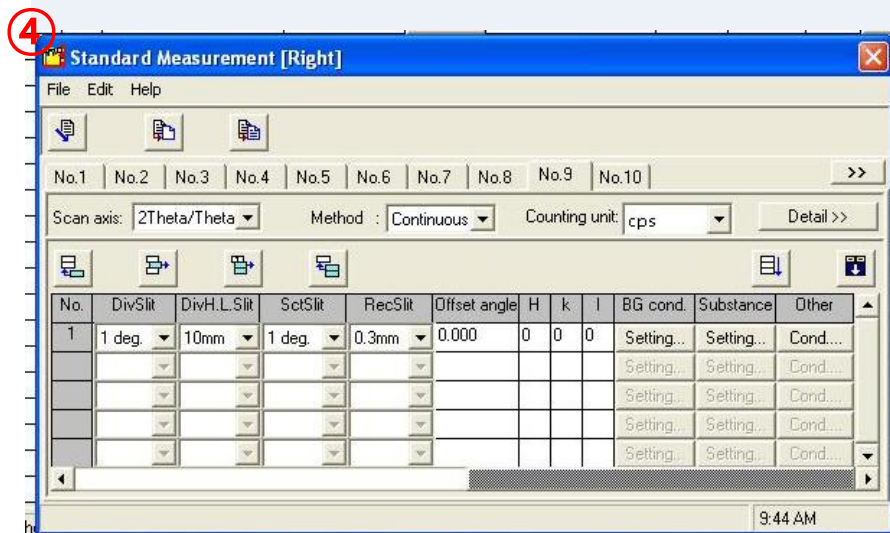 ④
Standard Measurement [Right]
File Edit Help
No.1 No.2 No.3 No.4 No.5 No.6 No.7 No.8 No.9 No.10 >>
Scan axis: 2Theta/Theta Method : Continuous Counting unit: cps Detail >>
No. DivSlit DivH.L.Slit SctSlit RecSlit Offset angle H k l BG cond. Substance Other
1 1 deg. 10mm 1 deg. 0.3mm 0.000 0 0 0 Setting... Setting... Cond....
Setting... Setting... Cond....
Setting... Setting... Cond....
Setting... Setting... Cond....
Setting... Setting... Cond....
9:44 AM